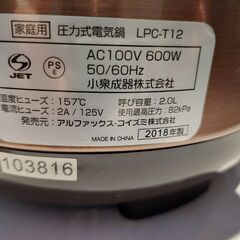 家庭用 圧力式電気鍋 LPC-T12
AC100V 600W
50/60Hz
小泉成器株式会社
S JET
PS E
温度ヒューズ：157℃ 呼び容量：2.0L
電流ヒューズ：2A / 125V 使用最高圧力：82kPa
発売元：アルファックス・コイズミ株式会社
2018年製
103816